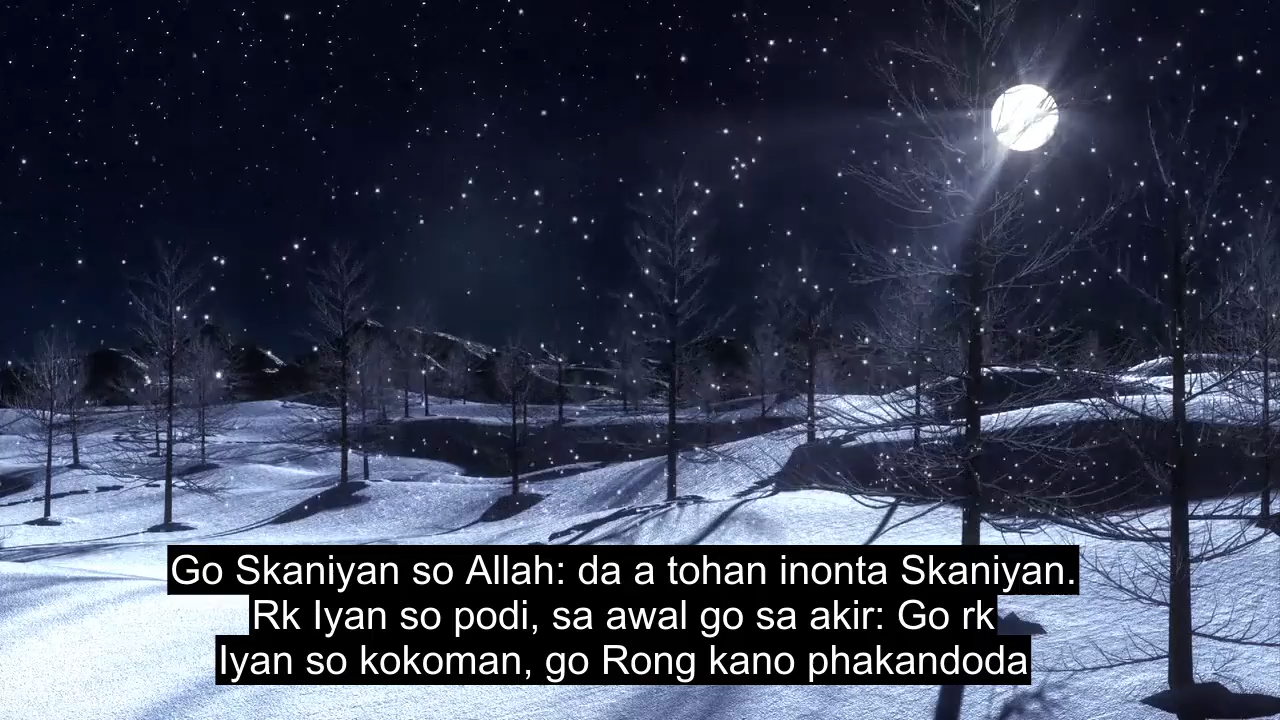 Go Skaniyan so Allah: da a tohan inonta Skaniyan.
Rk Iyan so podi, sa awal go sa akir: Go rk
Iyan so kokoman, go Rong kano phakandoda